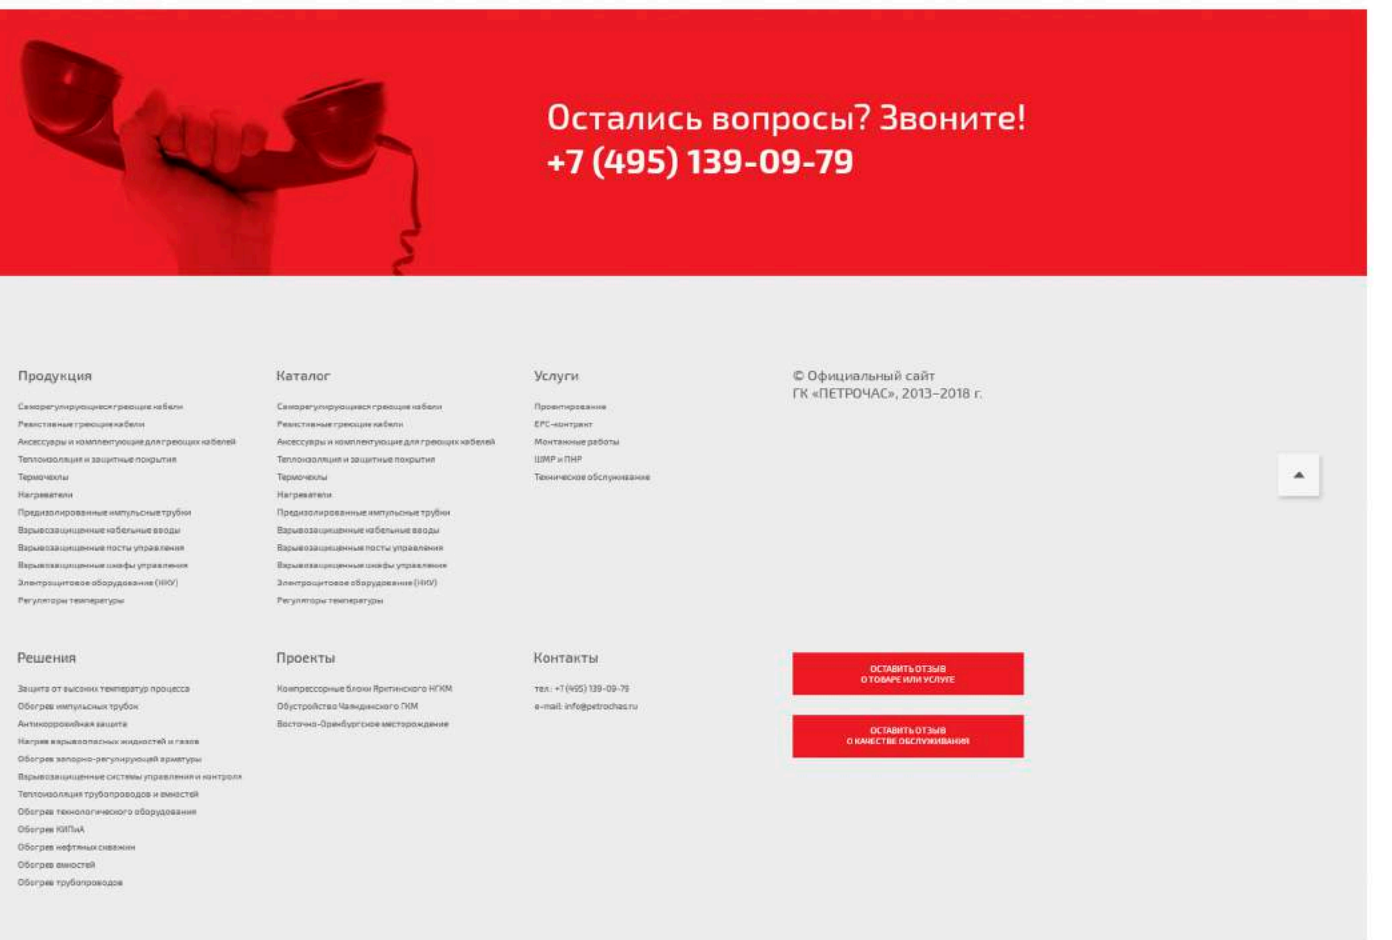 Остались вопросы? Звоните!
+7 (495) 139-09-79
Продукция
Саморегулирующиеся греющие кабели
Резистивные греющие кабели
Аксессуары и комплектующие для греющих кабелей
Теплоизоляция и защитные покрытия
Термочехлы
Нагреватели
Предизолированные импульсные трубки
Взрывозащищенные кабельные вводы
Взрывозащищенные посты управления
Взрывозащищенные шкафы управления
Электрощитовое оборудование (НКУ)
Регуляторы температуры
Каталог
Саморегулирующиеся греющие кабели
Резистивные греющие кабели
Аксессуары и комплектующие для греющих кабелей
Теплоизоляция и защитные покрытия
Термочехлы
Нагреватели
Предизолированные импульсные трубки
Взрывозащищенные кабельные вводы
Взрывозащищенные посты управления
Взрывозащищенные шкафы управления
Электрощитовое оборудование (НКУ)
Регуляторы температуры
Услуги
Проектирование
EPC-контракт
Монтажные работы
ШМР и ПНР
Техническое обслуживание
© Официальный сайт
ГК «ПЕТРОЧАС», 2013–2018 г.
Решения
Защита от высоких температур процесса
Обогрев импульсных трубок
Антикоррозийная защита
Нагрев взрывоопасных жидкостей и газов
Обогрев запорно-регулирующей арматуры
Взрывозащищенные системы управления и контроля
Теплоизоляция трубопроводов и емкостей
Обогрев технологического оборудования
Обогрев КИПиА
Обогрев нефтяных скважин
Обогрев емкостей
Обогрев трубопроводов
Проекты
Компрессорные блоки Ярктинского НГКМ
Обустройство Чаяндинского ГКМ
Восточно-Оренбургское месторождение
Контакты
тел.: +7 (495) 139-09-79
e-mail: info@petrochas.ru
ОСТАВИТЬ ОТЗЫВ
О ТОВАРЕ ИЛИ УСЛУГЕ
ОСТАВИТЬ ОТЗЫВ
О КАЧЕСТВЕ ОБСЛУЖИВАНИЯ